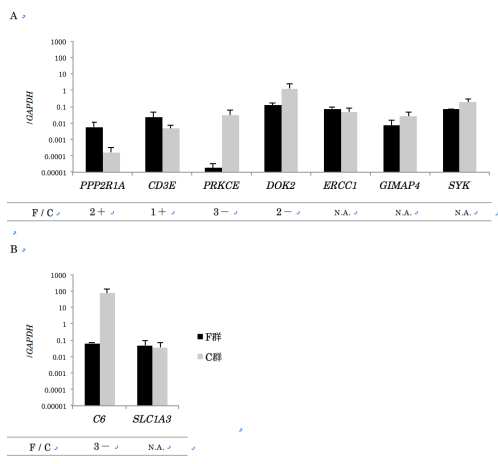 A
1000
100
10
1
0.1
0.01
0.001
0.0001
0.00001
/GAPDH
PPP2R1A CD3E PRKCE DOK2 ERCC1 GIMAP4 SYK
F / C 2＋ 1＋ 3－ 2－ N.A. N.A. N.A.
B
1000
100
10
1
0.1
0.01
0.001
0.0001
0.00001
/GAPDH
F群
C群
C6 SLC1A3
F / C 3－ N.A.